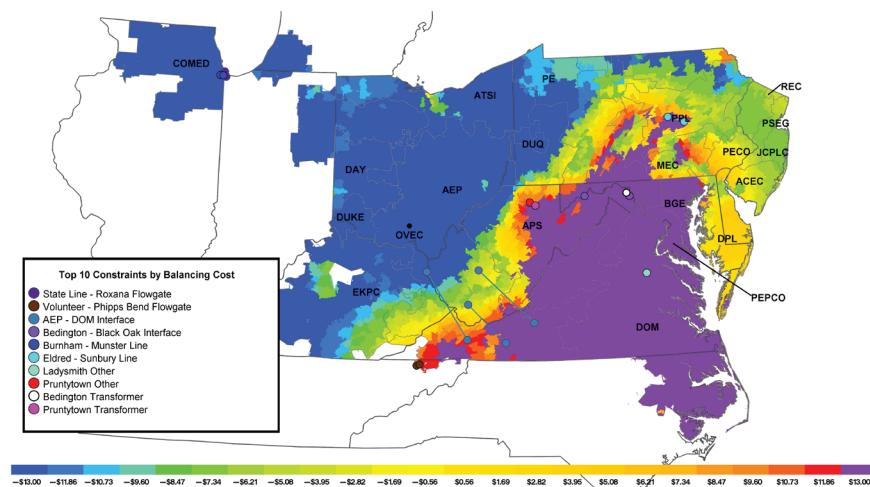 COMED
ATSI
PE
REC
PPL
PSEG
DUQ
PECO
JCPLC
MEC
DAY
AEP
ACEC
BGE
DUKE
APS
OVEC
DPL
EKPC
PEPCO
DOM
Top 10 Constraints by Balancing Cost
State Line - Roxana Flowgate
Volunteer - Phipps Bend Flowgate
AEP - DOM Interface
Bedington - Black Oak Interface
Burnham - Munster Line
Eldred - Sunbury Line
Ladysmith Other
Pruntytown Other
Bedington Transformer
Pruntytown Transformer
–$13.00 –$11.86 –$10.73 –$9.60 –$8.47 –$7.34 –$6.21 –$5.08 –$3.95 –$2.82 –$1.69 –$0.56 $0.56 $1.69 $2.82 $3.95 $5.08 $6.21 $7.34 $8.47 $9.60 $10.73 $11.86 $13.00